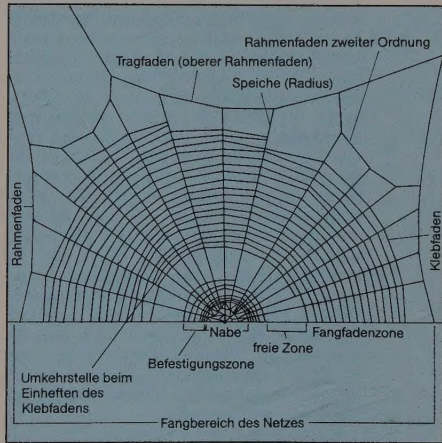 Rahmenfaden zweiter Ordnung
Tragfaden (oberer Rahmenfaden)
Speiche (Radius)
Rahmenfaden
Klebfaden
Nabe
Fangfadenzone
freie Zone
Befestigungszone
Umkehrstelle beim
Einheften des
Klebfadens
Fangbereich des Netzes